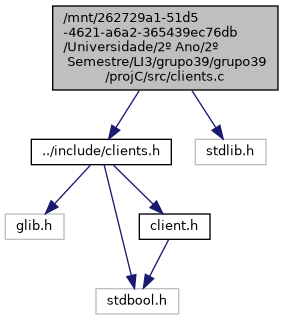 /mnt/262729a1-51d5
-4621-a6a2-365439ec76db
/Universidade/2º Ano/2º
Semestre/LI3/grupo39/grupo39
/projC/src/clients.c
../include/clients.h
stdlib.h
glib.h
client.h
stdbool.h